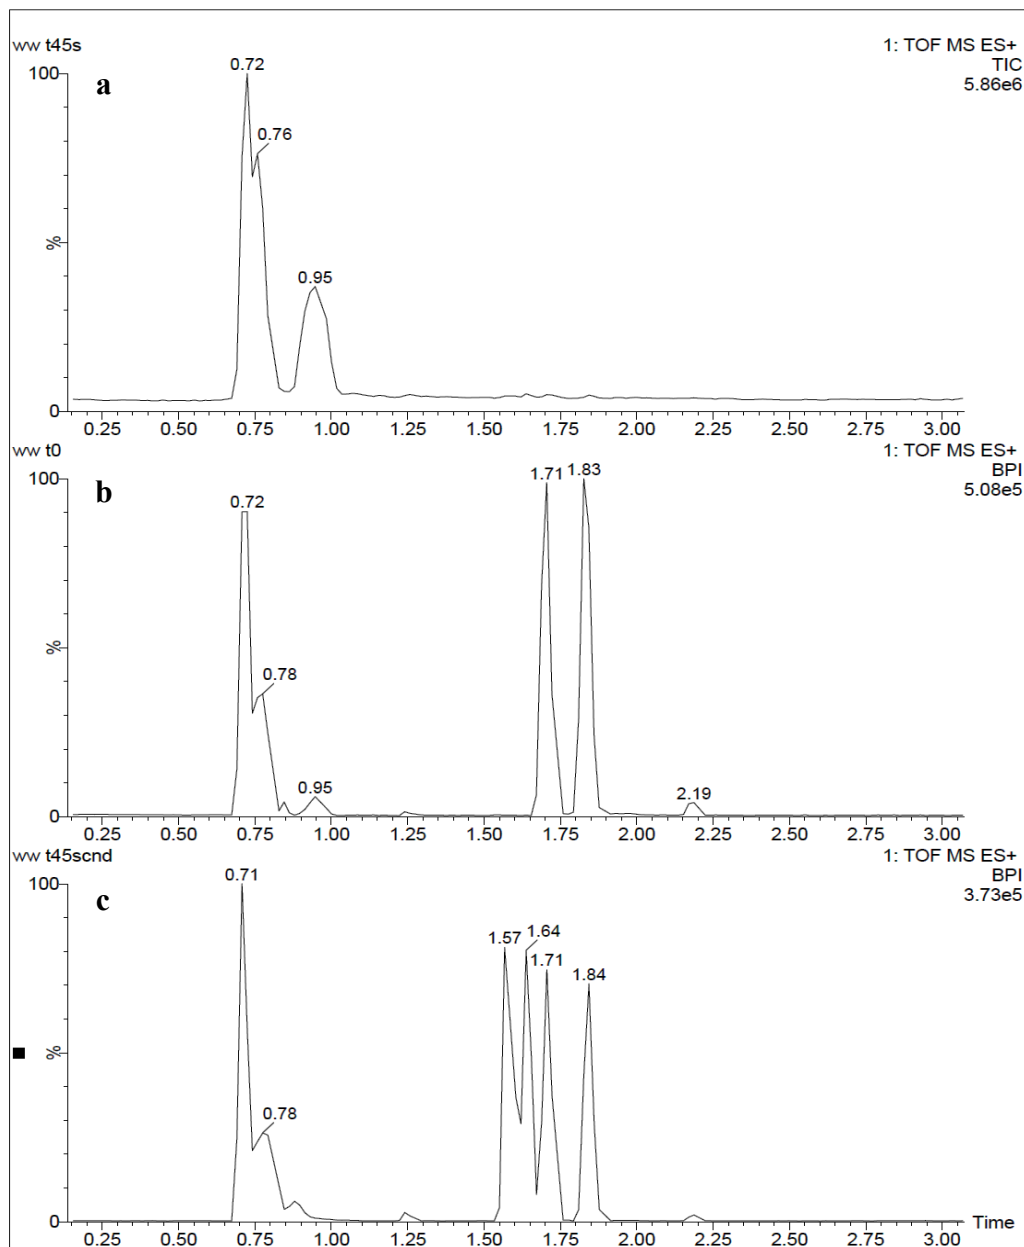 ww t45s
1: TOF MS ES+
TIC
5.86e6
a
100
%
0
0.72
0.76
0.95
0.25 0.50 0.75 1.00 1.25 1.50 1.75 2.00 2.25 2.50 2.75 3.00
ww t0
1: TOF MS ES+
BPI
5.08e5
b
100
%
0
0.72
0.78
0.95
1.71
1.83
2.19
0.25 0.50 0.75 1.00 1.25 1.50 1.75 2.00 2.25 2.50 2.75 3.00
ww t45scnd
1: TOF MS ES+
BPI
3.73e5
c
100
%
0
0.71
0.78
1.57
1.64
1.71
1.84
Time
0.25 0.50 0.75 1.00 1.25 1.50 1.75 2.00 2.25 2.50 2.75 3.00